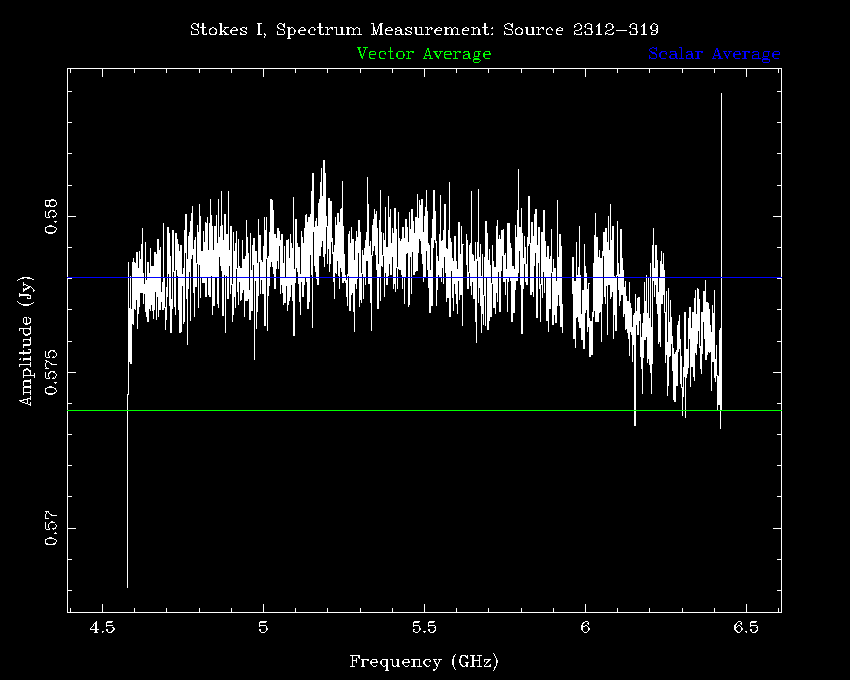 Stokes I, Spectrum Measurement: Source 2312-319
Vector Average
Scalar Average
0.58
0.575
0.57
Amplitude (Jy)
4.5
5
5.5
6
6.5
Frequency (GHz)